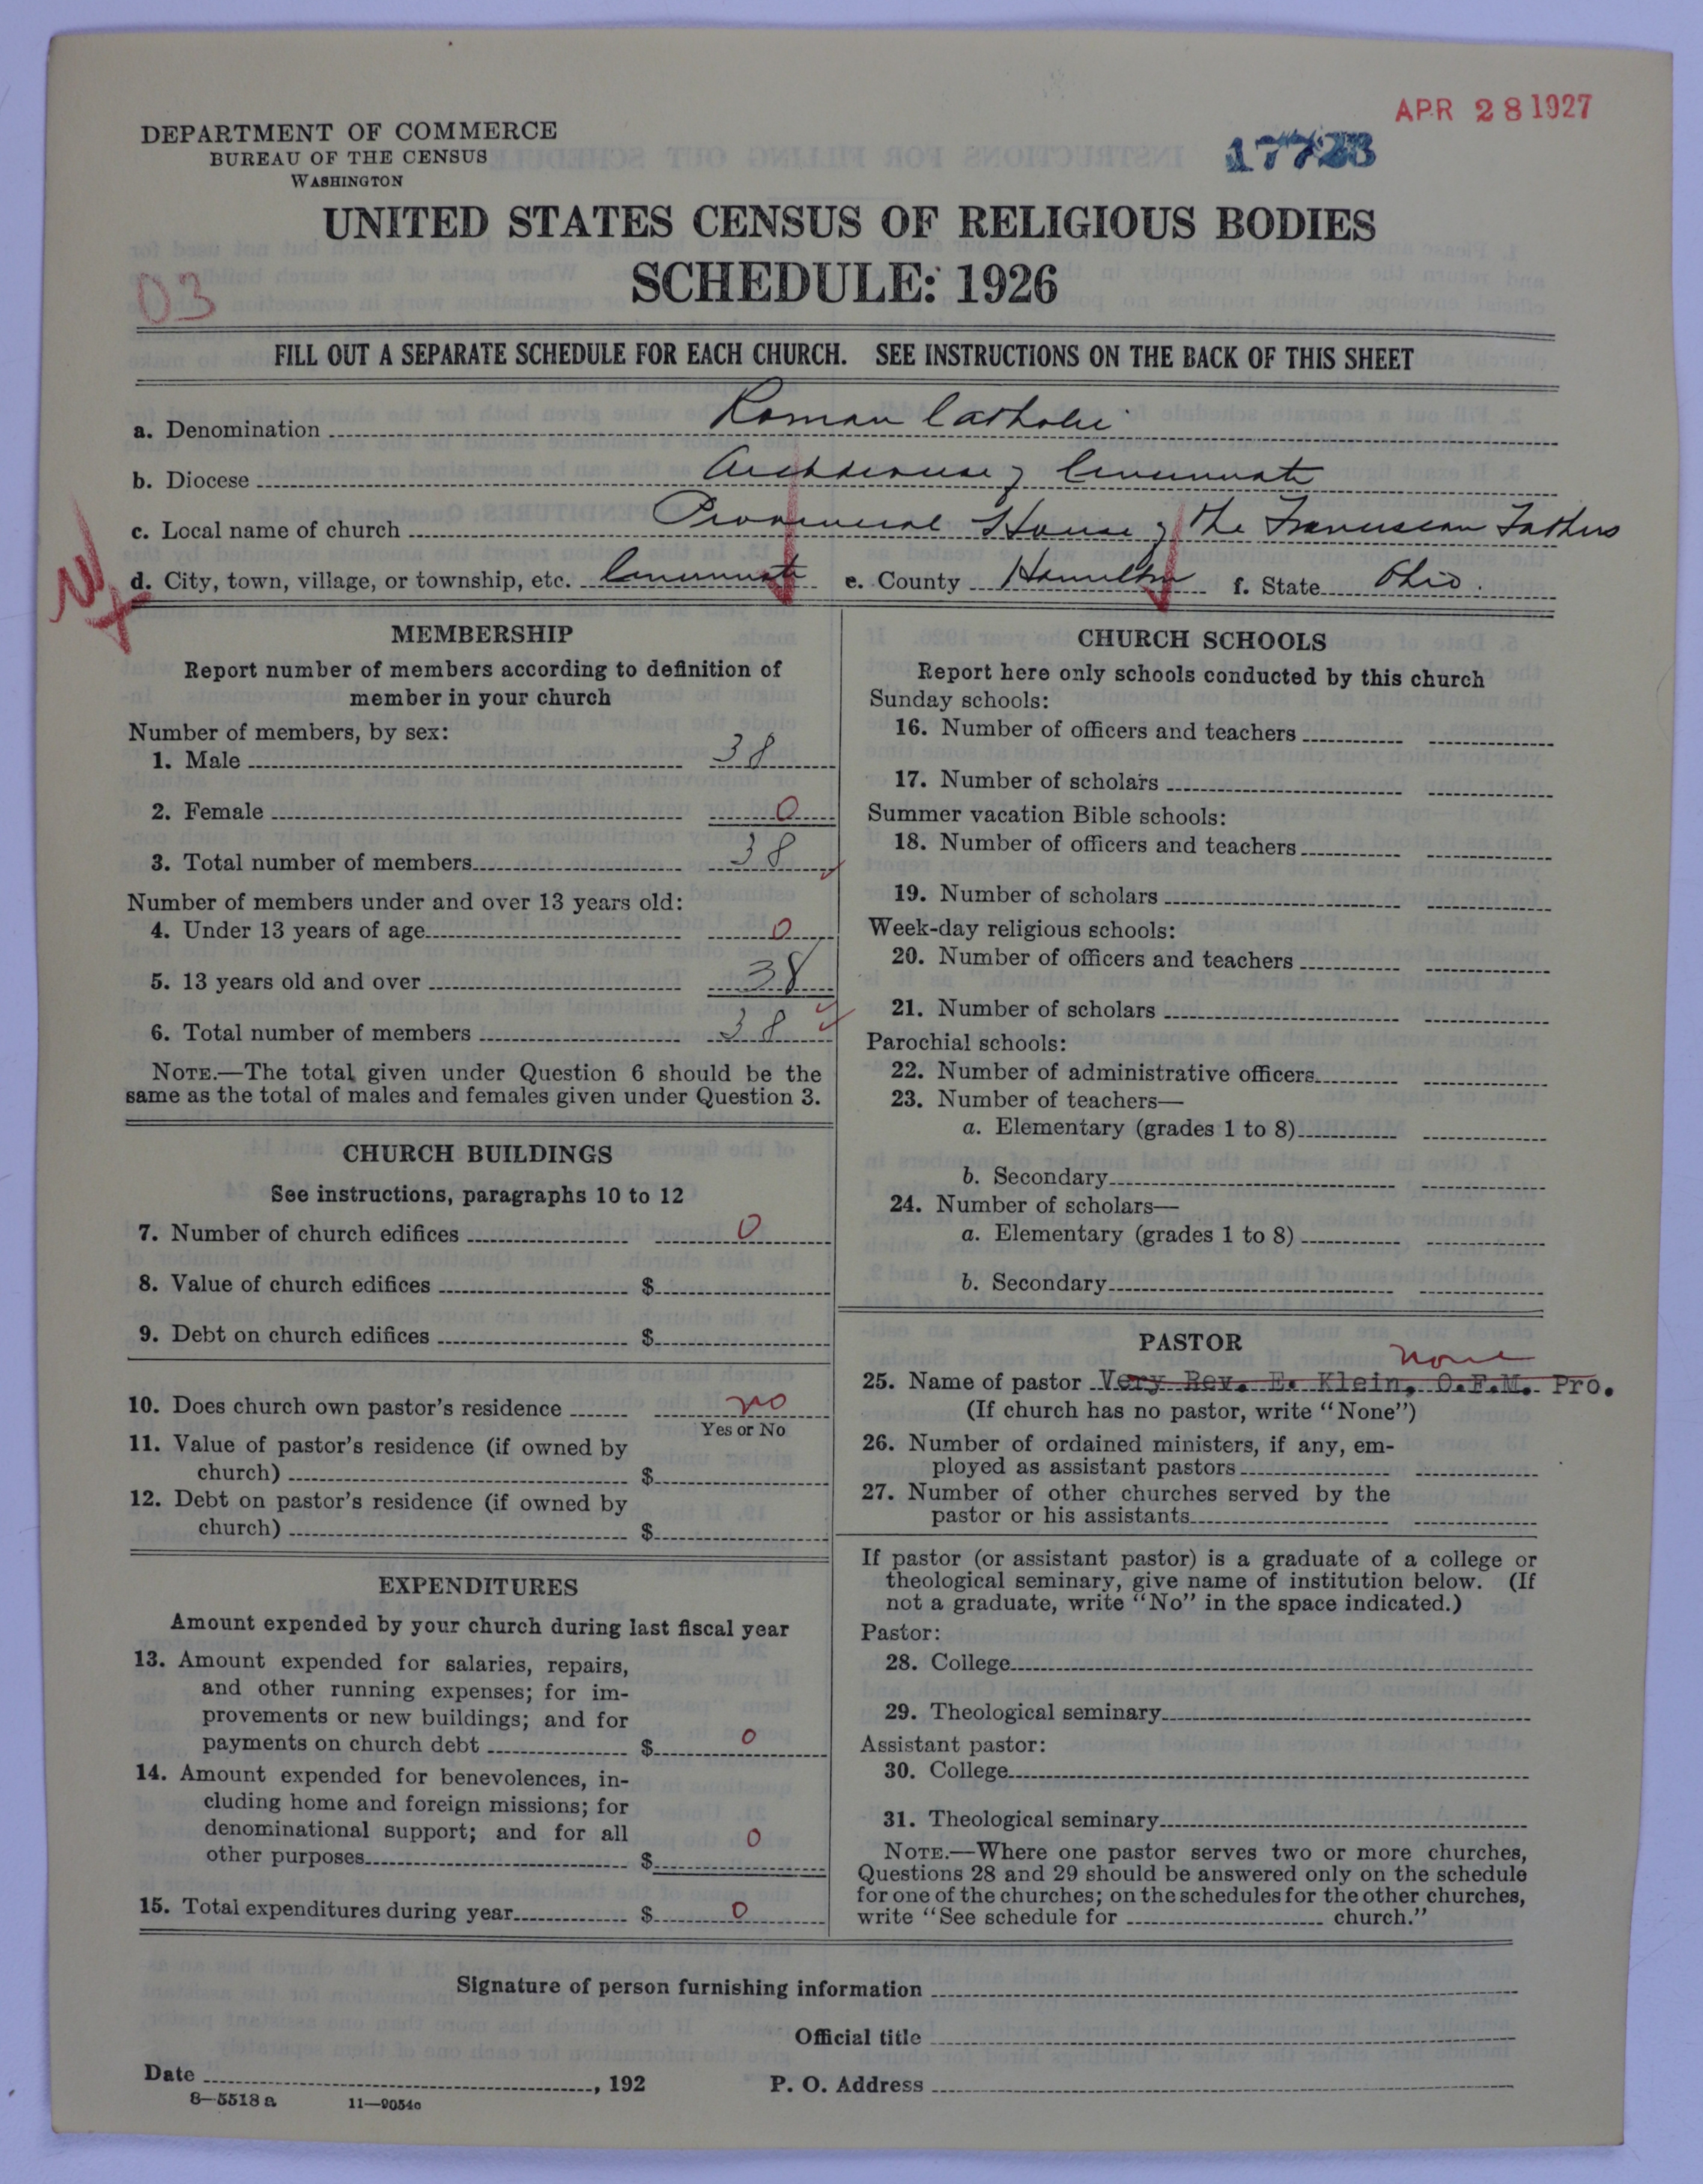 APR 28 1927
17723
DEPARTMENT OF COMMERCE
BUREAU OF THE CENSUS
WASHINGTON
UNITED STATES CENSUS OF RELIGIOUS BODIES
SCHEDULE: 1926
03
FILL OUT A SEPARATE SCHEDULE FOR EACH CHURCH. SEE INSTRUCTIONS ON THE BACK OF THIS SHEET
a. Denomination Roman Catholic
b. Diocese Archdiocese of Cincinnati
c. Local name of church Provincial House of the Franciscan Fathers
d. City, town, village, or township, etc. Cincinnati e. County Hamilton f. State Ohio.
MEMBERSHIP
Report number of members according to definition of
member in your church
Number of members, by sex:
1. Male 38
2. Female 0
3. Total number of members 38
Number of members under and over 13 years old:
4. Under 13 years of age 0
5. 13 years old and over 38
6. Total number of members 38
NOTE.—The total given under Question 6 should be the
same as the total of males and females given under Question 3.
CHURCH BUILDINGS
See instructions, paragraphs 10 to 12
7. Number of church edifices 0
8. Value of church edifices $
9. Debt on church edifices $
10. Does church own pastor's residence no
Yes or No
11. Value of pastor's residence (if owned by
church) $
12. Debt on pastor's residence (if owned by
church) $
EXPENDITURES
Amount expended by your church during last fiscal year
13. Amount expended for salaries, repairs,
and other running expenses; for im-
provements or new buildings; and for
payments on church debt $ 0
14. Amount expended for benevolences, in-
cluding home and foreign missions; for
denominational support; and for all
other purposes $ 0
15. Total expenditures during year $ 0
CHURCH SCHOOLS
Report here only schools conducted by this church
Sunday schools:
16. Number of officers and teachers
17. Number of scholars
Summer vacation Bible schools:
18. Number of officers and teachers
19. Number of scholars
Week-day religious schools:
20. Number of officers and teachers
21. Number of scholars
Parochial schools:
22. Number of administrative officers
23. Number of teachers—
a. Elementary (grades 1 to 8)
b. Secondary
24. Number of scholars—
a. Elementary (grades 1 to 8)
b. Secondary
PASTOR
none
25. Name of pastor Very Rev. E. Klein, O.F.M. Pro.
(If church has no pastor, write "None")
26. Number of ordained ministers, if any, em-
ployed as assistant pastors
27. Number of other churches served by the
pastor or his assistants
If pastor (or assistant pastor) is a graduate of a college or
theological seminary, give name of institution below. (If
not a graduate, write "No" in the space indicated.)
Pastor:
28. College
29. Theological seminary
Assistant pastor:
30. College
31. Theological seminary
NOTE.—Where one pastor serves two or more churches,
Questions 28 and 29 should be answered only on the schedule
for one of the churches; on the schedules for the other churches,
write "See schedule for church."
Signature of person furnishing information
Official title
Date , 192 P. O. Address
8—5518a 11—9054c